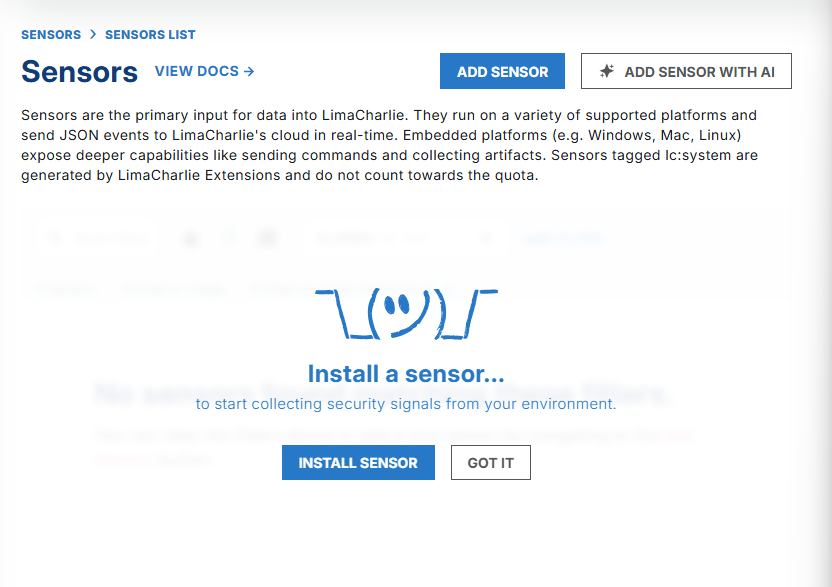 SENSORS > SENSORS LIST
Sensors VIEW DOCS →
ADD SENSOR
ADD SENSOR WITH AI
Sensors are the primary input for data into LimaCharlie. They run on a variety of supported platforms and
send JSON events to LimaCharlie's cloud in real-time. Embedded platforms (e.g. Windows, Mac, Linux)
expose deeper capabilities like sending commands and collecting artifacts. Sensors tagged lc:system are
generated by LimaCharlie Extensions and do not count towards the quota.
Install a sensor...
to start collecting security signals from your environment.
INSTALL SENSOR
GOT IT